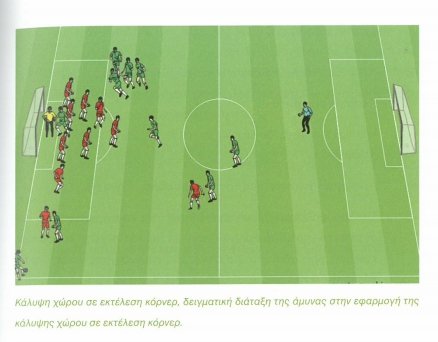 Κάλυψη χώρου σε εκτέλεση κόρνερ, δειγματική διάταξη της άμυνας στην εφαρμογή της
κάλυψης χώρου σε εκτέλεση κόρνερ.